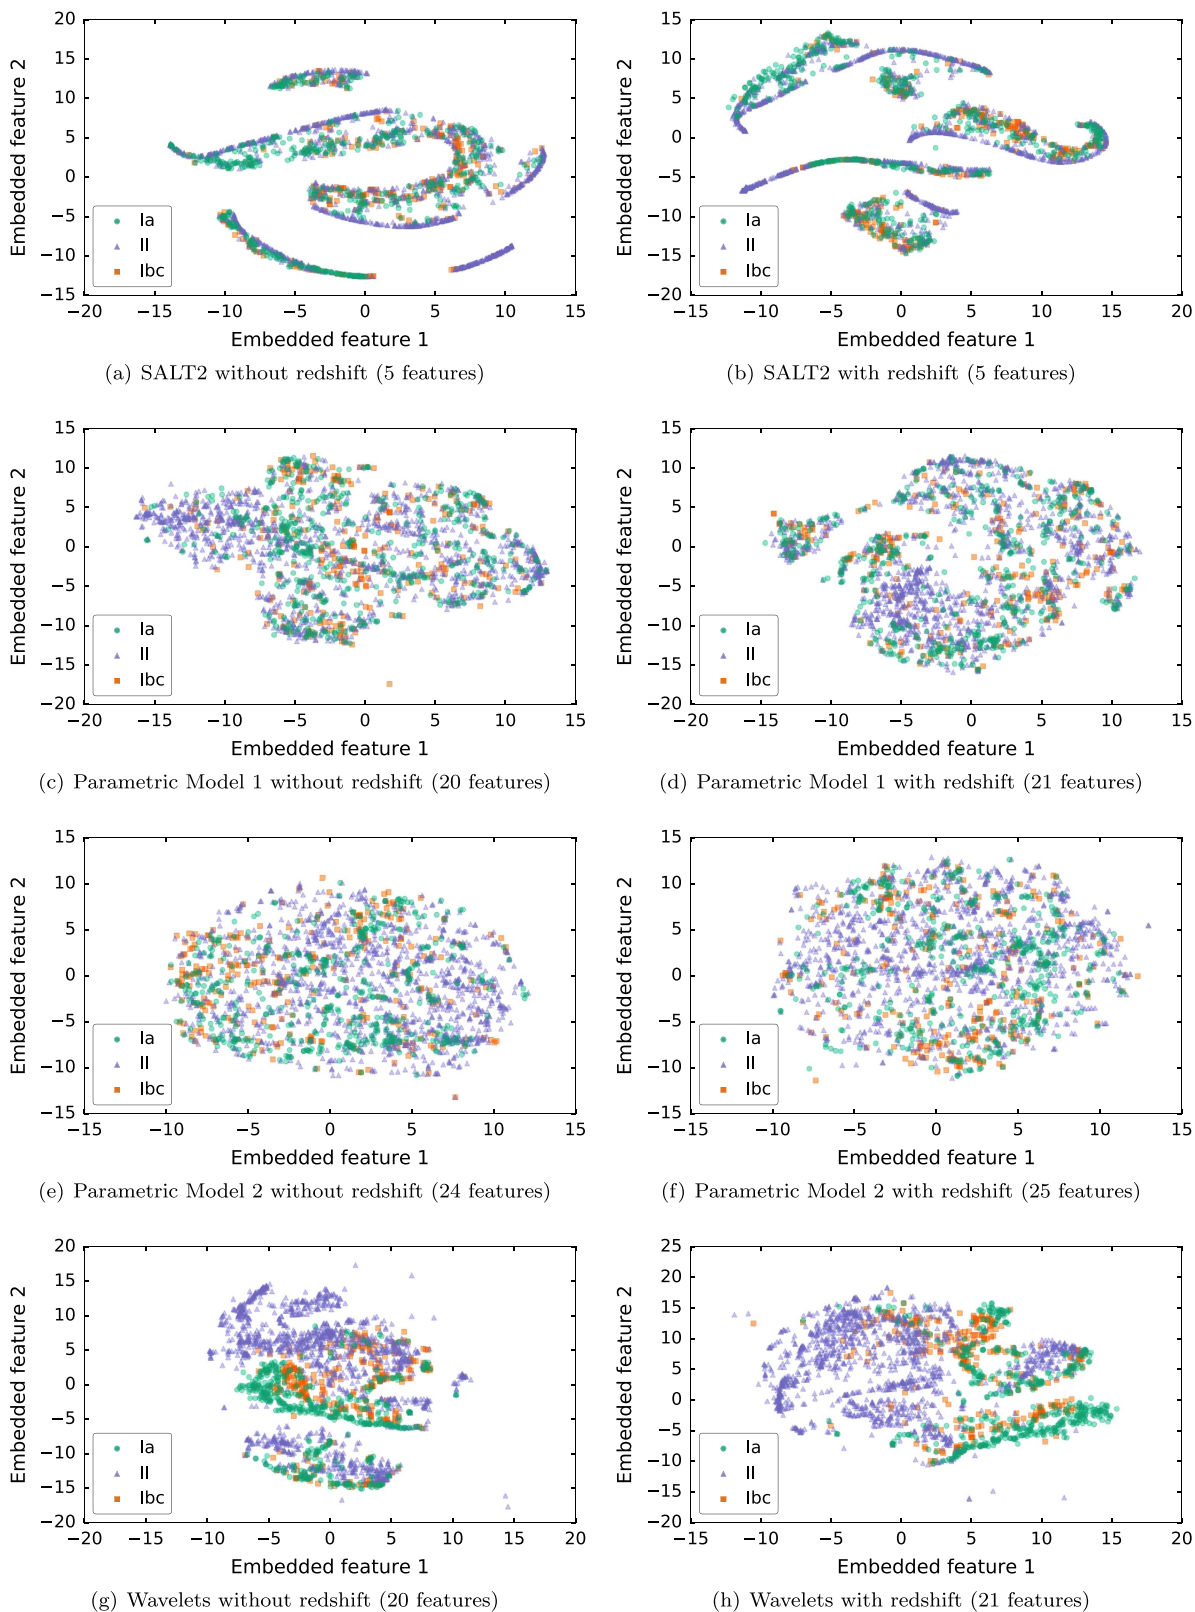 20
15
10
5
0
−5
−10
−15
Embedded feature 2
Ia
II
Ibc
−20 −15 −10 −5 0 5 10 15
Embedded feature 1
(a) SALT2 without redshift (5 features)
15
10
5
0
−5
−10
−15
−20
Embedded feature 2
Ia
II
Ibc
−15 −10 −5 0 5 10 15 20
Embedded feature 1
(b) SALT2 with redshift (5 features)
15
10
5
0
−5
−10
−15
−20
Embedded feature 2
Ia
II
Ibc
−20 −15 −10 −5 0 5 10 15
Embedded feature 1
(c) Parametric Model 1 without redshift (20 features)
15
10
5
0
−5
−10
−15
−20
Embedded feature 2
Ia
II
Ibc
−20 −15 −10 −5 0 5 10 15
Embedded feature 1
(d) Parametric Model 1 with redshift (21 features)
15
10
5
0
−5
−10
−15
Embedded feature 2
Ia
II
Ibc
−15 −10 −5 0 5 10 15
Embedded feature 1
(e) Parametric Model 2 without redshift (24 features)
15
10
5
0
−5
−10
−15
Embedded feature 2
Ia
II
Ibc
−15 −10 −5 0 5 10 15
Embedded feature 1
(f) Parametric Model 2 with redshift (25 features)
20
15
10
5
0
−5
−10
−15
−20
Embedded feature 2
Ia
II
Ibc
−20 −15 −10 −5 0 5 10 15 20
Embedded feature 1
(g) Wavelets without redshift (20 features)
25
20
15
10
5
0
−5
−10
−15
−20
Embedded feature 2
Ia
II
Ibc
−15 −10 −5 0 5 10 15 20
Embedded feature 1
(h) Wavelets with redshift (21 features)